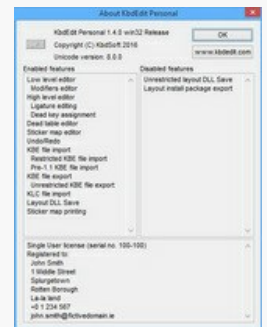 About KbdEdit Personal
KbdEdit Personal 1.4.0 win32 Release
Copyright (C) KbdSoft 2016
Unicode version: 8.0.0
OK
www.kbdedit.com
Enabled features
Low level editor
Modifiers editor
High level editor
Ligature editing
Dead key assignment
Dead table editor
Sticker map editor
Undo/Redo
KBE file import
Restricted KBE file import
Pre-1.1 KBE file import
KBE file export
Unrestricted KBE file export
KLC file import
Layout DLL Save
Sticker map printing
Disabled features
Unrestricted layout DLL Save
Layout install package export
Single User license (serial no. 100-100)
Registered to:
John Smith
1 Middle Street
Splurgetown
Rotten Borough
La-la land
+0 1 234 567
john.smith@fictivedomain.ie